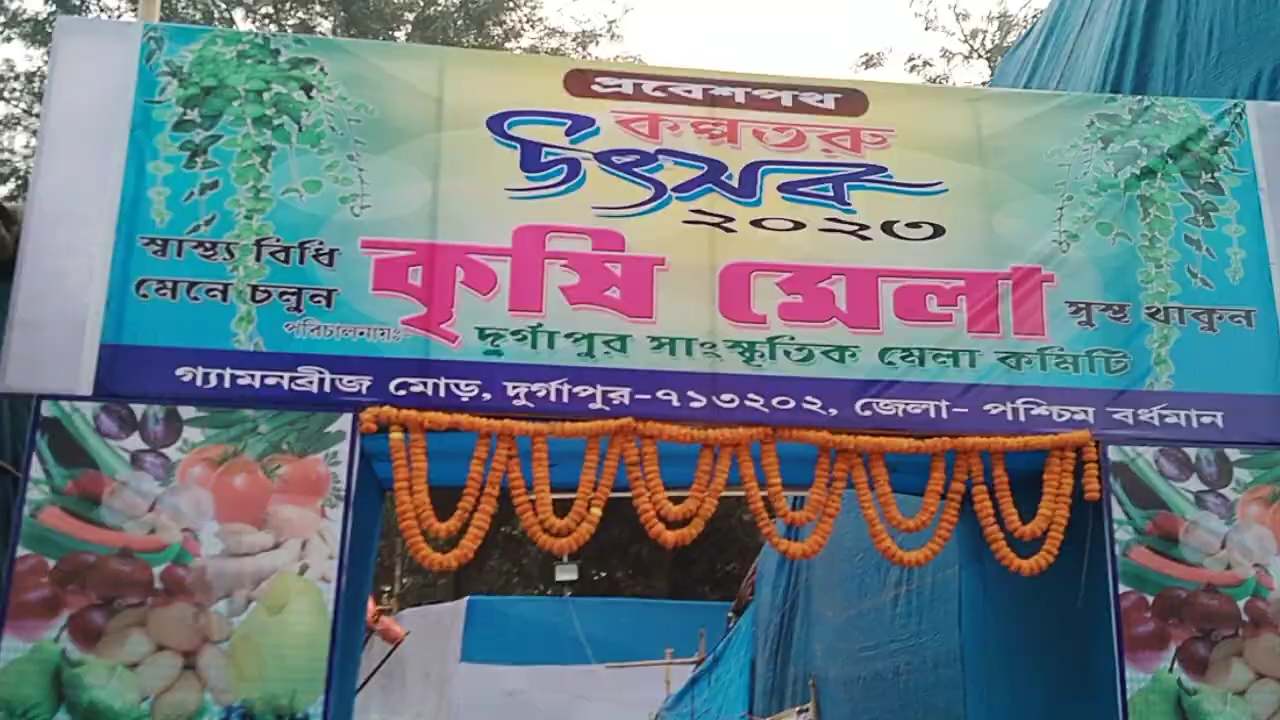 প্রবেশপথ
কল্পতরু
উৎসব
২০২৩
স্বাস্থ্য বিধি
মেনে চলুন
কৃষি মেলা
সুস্থ থাকুন
পরিচালনায়ঃ-
দুর্গাপুর সাংস্কৃতিক মেলা কমিটি
গ্যামনব্রীজ মোড়, দুর্গাপুর-৭১৩২০২, জেলা- পশ্চিম বর্ধমান